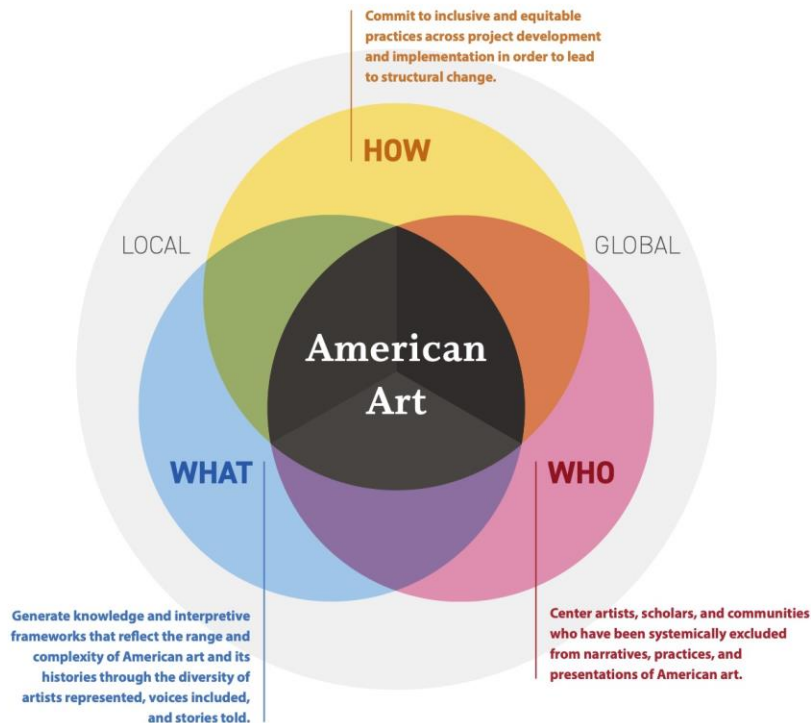 Commit to inclusive and equitable
practices across project development
and implementation in order to lead
to structural change.
HOW
LOCAL
GLOBAL
American
Art
WHAT
WHO
Generate knowledge and interpretive
frameworks that reflect the range and
complexity of American art and its
histories through the diversity of
artists represented, voices included,
and stories told.
Center artists, scholars, and communities
who have been systemically excluded
from narratives, practices, and
presentations of American art.